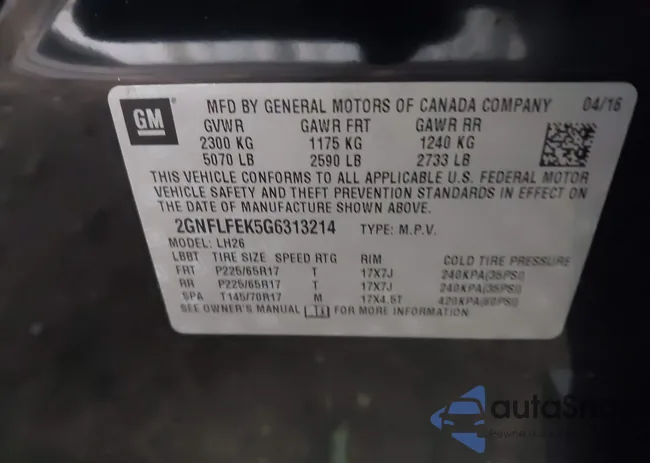 GM
MFD BY GENERAL MOTORS OF CANADA COMPANY 04/16
GVWR GAWR FRT GAWR RR
2300 KG 1175 KG 1240 KG
5070 LB 2590 LB 2733 LB
THIS VEHICLE CONFORMS TO ALL APPLICABLE U.S. FEDERAL MOTOR
VEHICLE SAFETY AND THEFT PREVENTION STANDARDS IN EFFECT ON
THE DATE OF MANUFACTURE SHOWN ABOVE.
2GNFLFEK5G6313214 TYPE: M.P.V.
MODEL: LH26
LBBT TIRE SIZE SPEED RTG RIM COLD TIRE PRESSURE
FRT P225/65R17 T 17X7J 240KPA(35PSI)
RR P225/65R17 T 17X7J 240KPA(35PSI)
SPA T145/70R17 M 17X4.5T 420KPA(60PSI)
SEE OWNER'S MANUAL FOR MORE INFORMATION